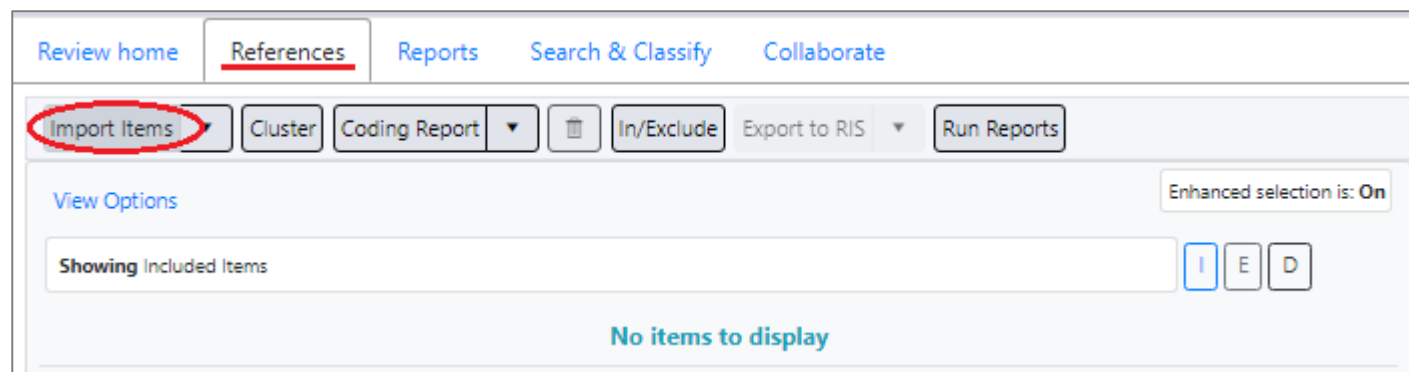 Review home References Reports Search & Classify Collaborate
Import Items Cluster Coding Report In/Exclude Export to RIS Run Reports
View Options Enhanced selection is: On
Showing Included Items I E D
No items to display